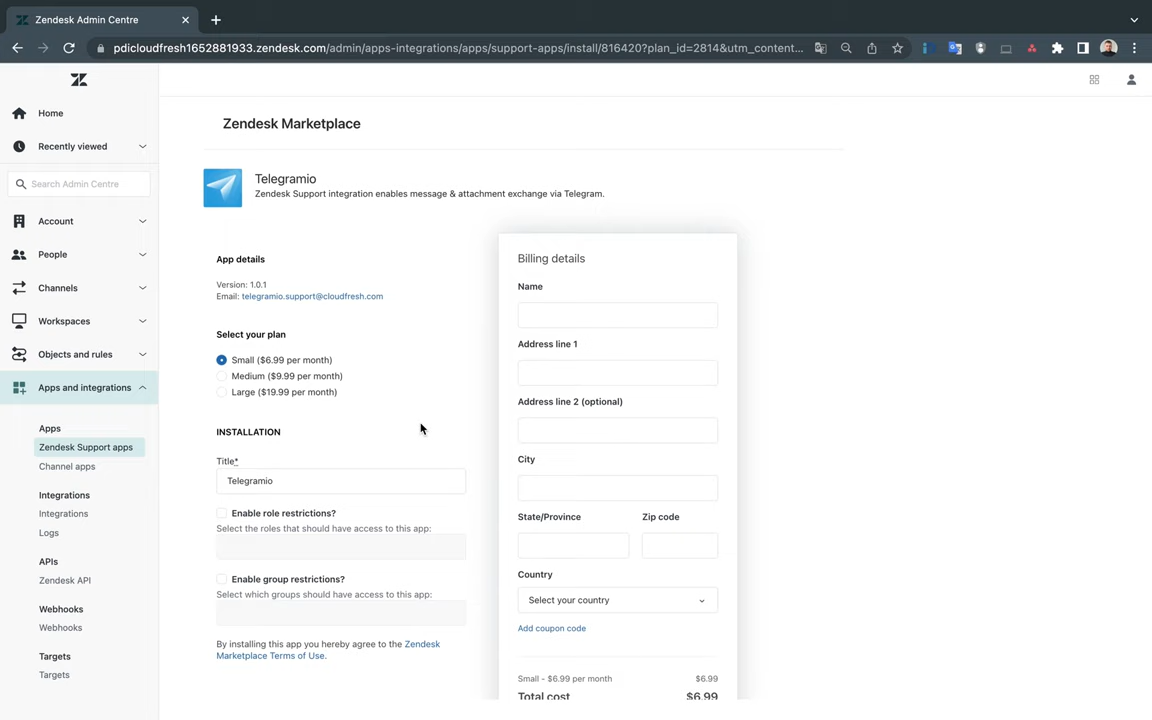 Zendesk Admin Centre
pdicloudfresh1652881933.zendesk.com/admin/apps-integrations/apps/support-apps/install/816420?plan_id=2814&utm_content...
Home
Recently viewed
Search Admin Centre
Account
People
Channels
Workspaces
Objects and rules
Apps and integrations
Apps
Zendesk Support apps
Channel apps
Integrations
Integrations
Logs
APIs
Zendesk API
Webhooks
Webhooks
Targets
Targets
Zendesk Marketplace
Telegramio
Zendesk Support integration enables message & attachment exchange via Telegram.
App details
Version: 1.0.1
Email: telegramio.support@cloudfresh.com
Select your plan
Small ($6.99 per month)
Medium ($9.99 per month)
Large ($19.99 per month)
INSTALLATION
Title*
Telegramio
Enable role restrictions?
Select the roles that should have access to this app:
Enable group restrictions?
Select which groups should have access to this app:
By installing this app you hereby agree to the Zendesk
Marketplace Terms of Use.
Billing details
Name
Address line 1
Address line 2 (optional)
City
State/Province Zip code
Country
Select your country
Add coupon code
Small - $6.99 per month $6.99
Total cost $6.99